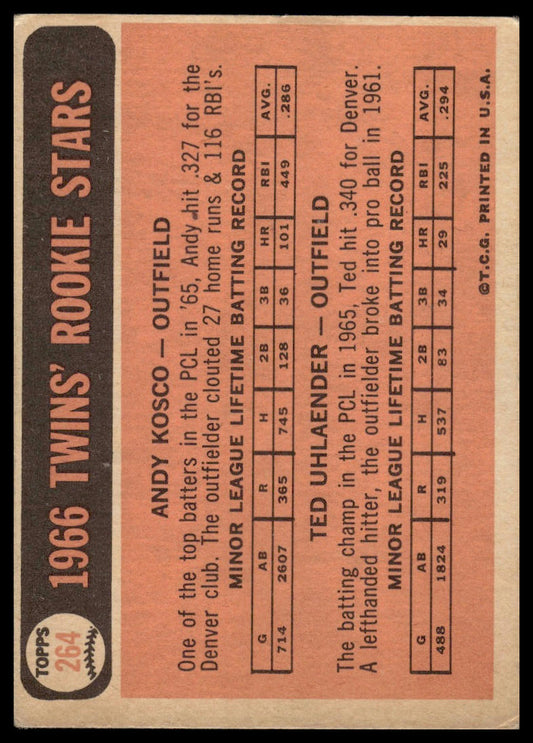 TOPPS
264
1966 TWINS' ROOKIE STARS
ANDY KOSCO — OUTFIELD
One of the top batters in the PCL in '65, Andy hit .327 for the
Denver club. The outfielder clouted 27 home runs & 116 RBI's.
MINOR LEAGUE LIFETIME BATTING RECORD
G AB R H 2B 3B HR RBI AVG.
714 2607 365 745 128 36 101 449 .286
TED UHLAENDER — OUTFIELD
The batting champ in the PCL in 1965, Ted hit .340 for Denver.
A lefthanded hitter, the outfielder broke into pro ball in 1961.
MINOR LEAGUE LIFETIME BATTING RECORD
G AB R H 2B 3B HR RBI AVG.
488 1824 319 537 83 34 29 225 .294
©T.C.G. PRINTED IN U.S.A.